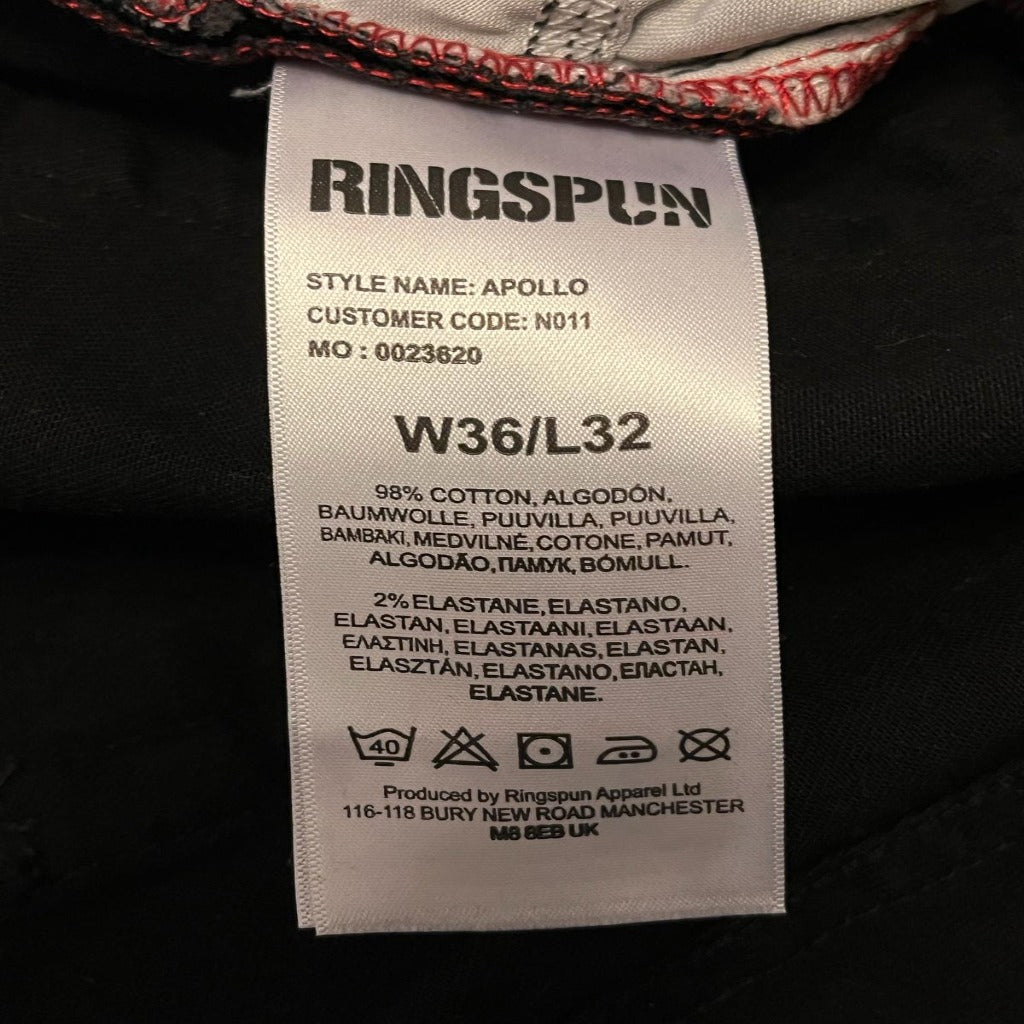 RINGSPUN
STYLE NAME: APOLLO
CUSTOMER CODE: N011
MO : 0023620
W36/L32
98% COTTON, ALGODÓN,
BAUMWOLLE, PUUVILLA, PUUVILLA,
BAMBAKI, MEDVILNĖ, COTONE, PAMUT,
ALGODÃO, ПАМУК, BÓMULL.
2% ELASTANE, ELASTANO,
ELASTAN, ELASTAANI, ELASTAAN,
ΕΛΑΣΤΙΝΗ, ELASTANAS, ELASTAN,
ELASZTÁN, ELASTANO, ЕЛАСТАН,
ELASTANE.
40
Produced by Ringspun Apparel Ltd
116-118 BURY NEW ROAD MANCHESTER
M8 8EB UK